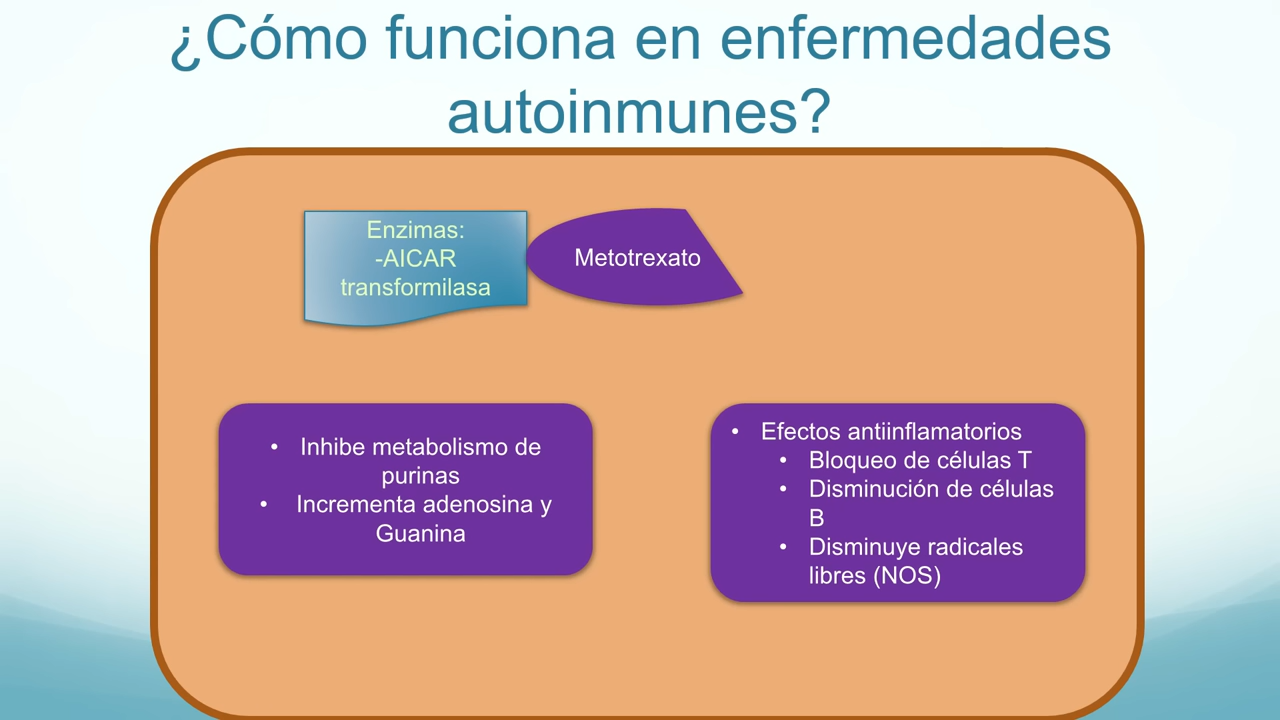 ¿Cómo funciona en enfermedades
autoinmunes?
Enzimas:
-AICAR
transformilasa
Metotrexato
• Inhibe metabolismo de
purinas
• Incrementa adenosina y
Guanina
• Efectos antiinflamatorios
• Bloqueo de células T
• Disminución de células
B
• Disminuye radicales
libres (NOS)